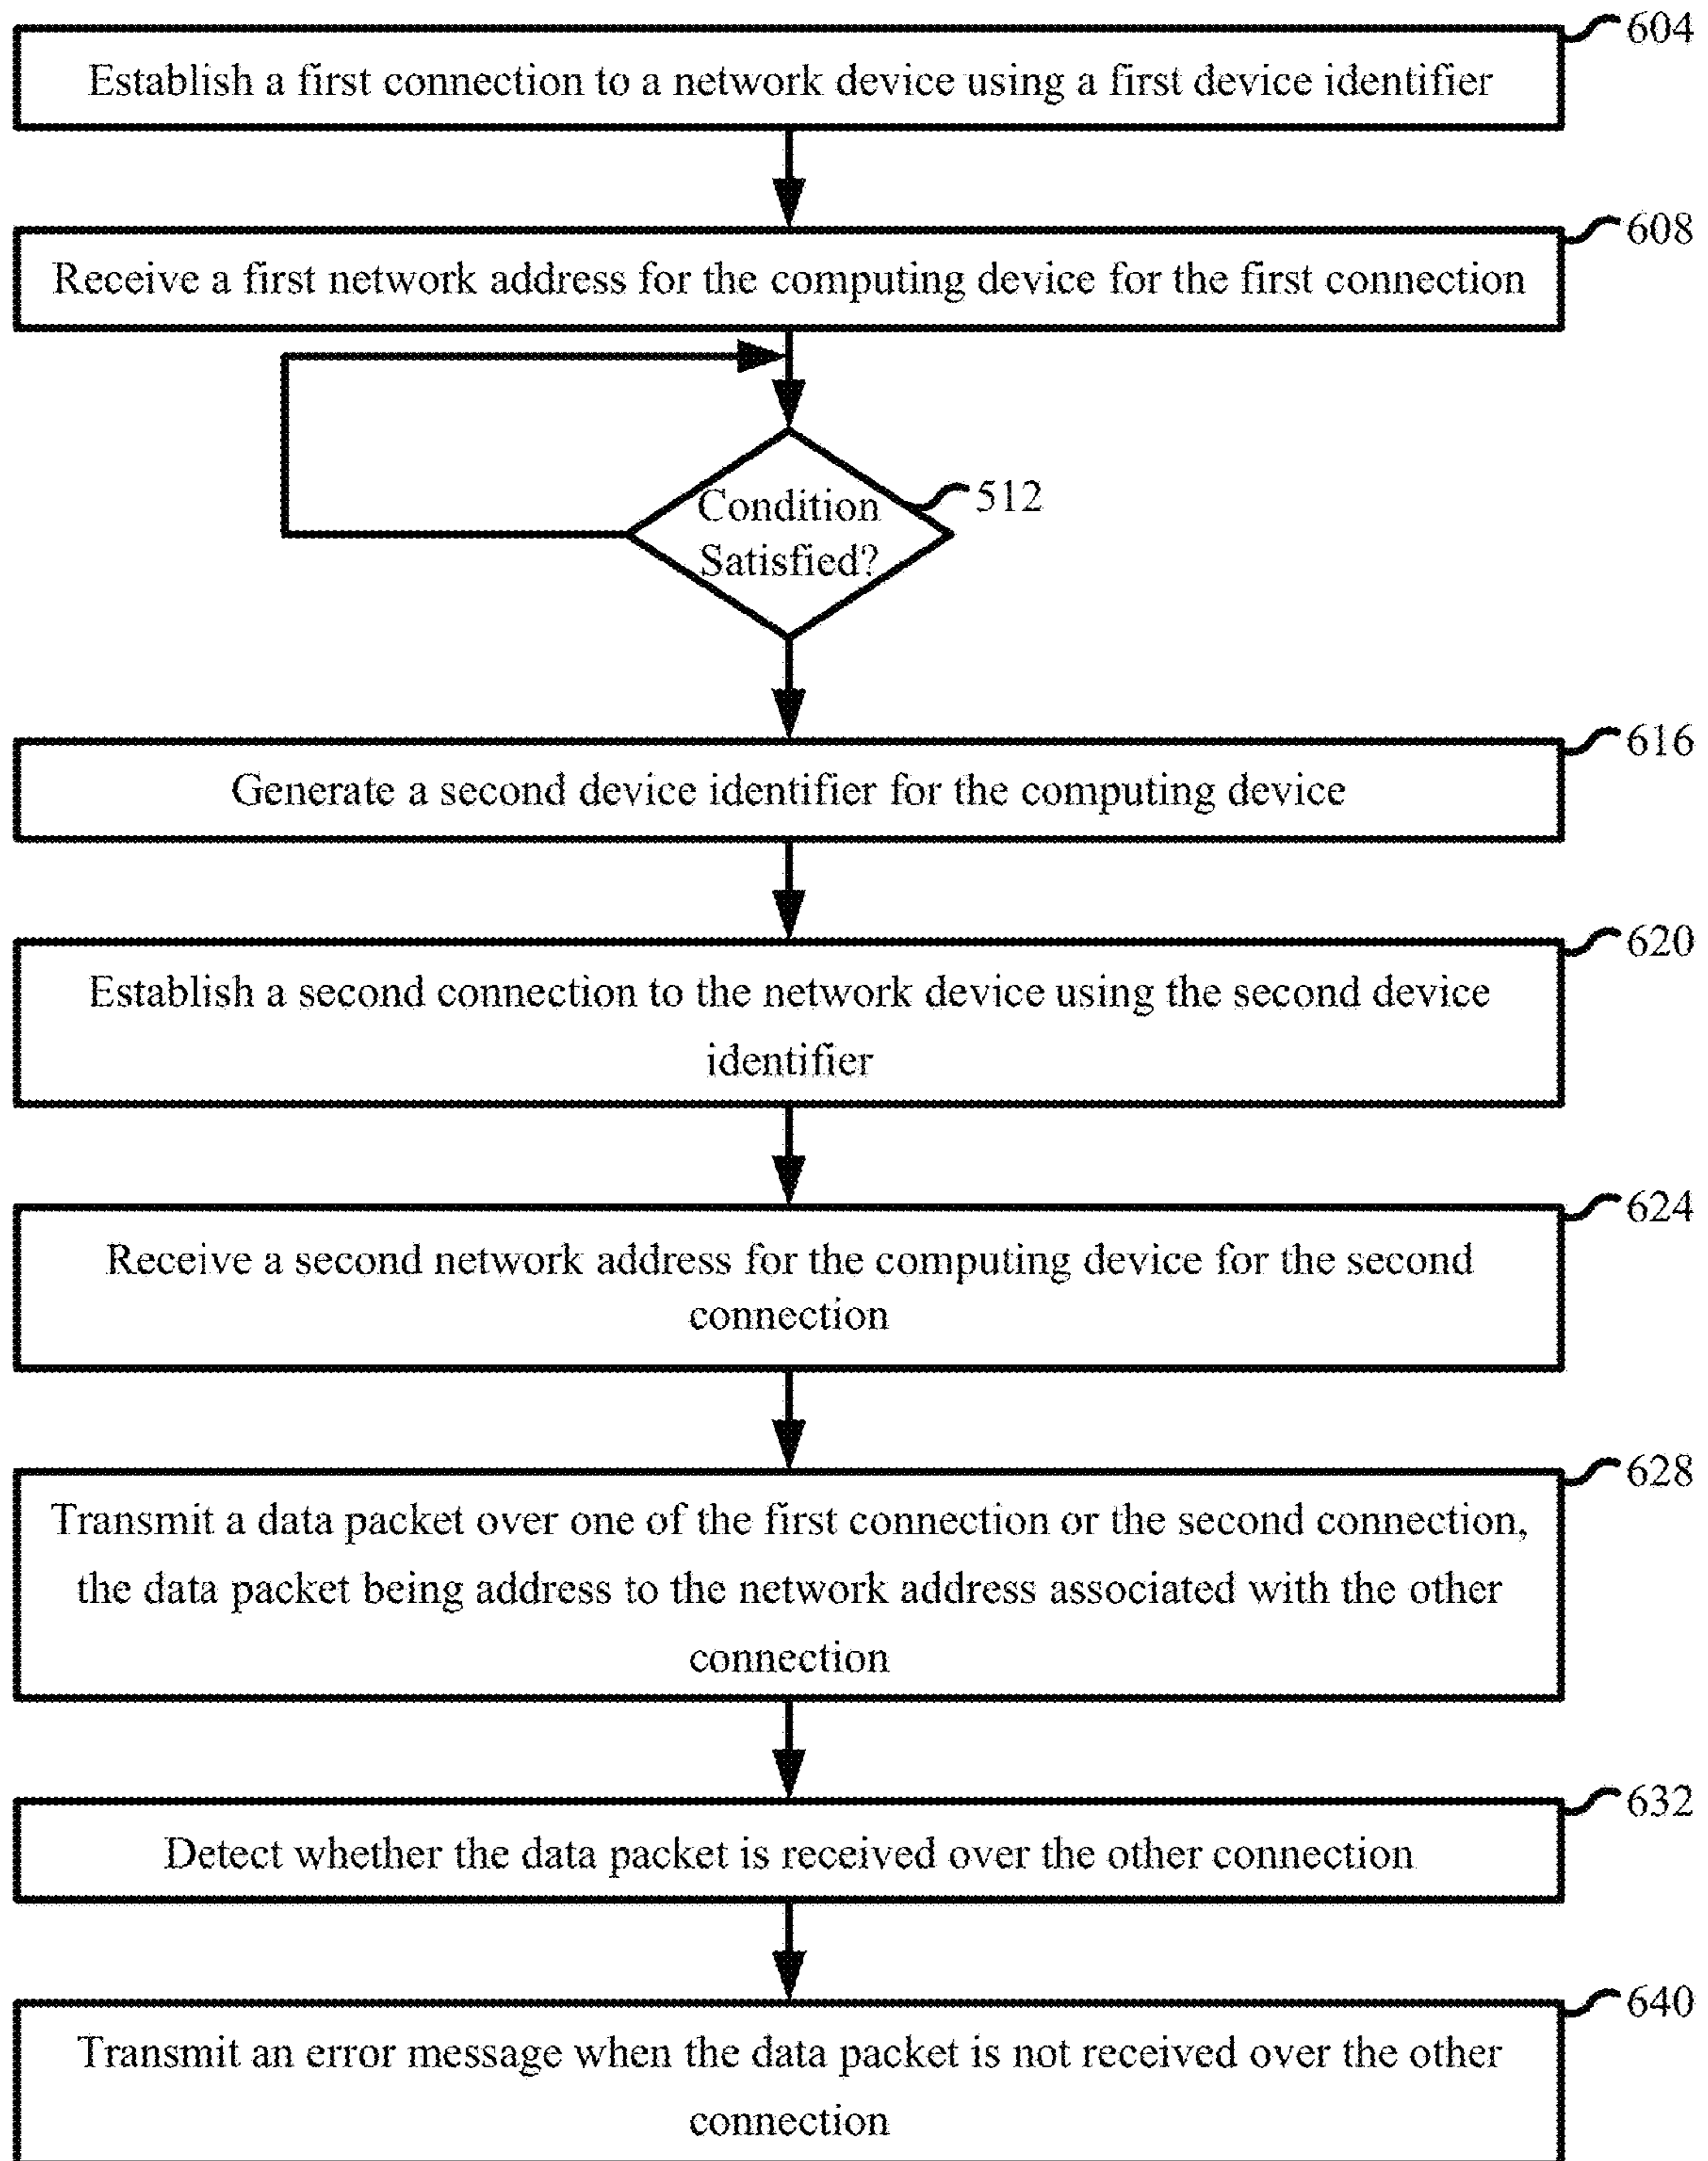 604
Establish a first connection to a network device using a first device identifier
608
Receive a first network address for the computing device for the first connection
512
Condition
Satisfied?
616
Generate a second device identifier for the computing device
620
Establish a second connection to the network device using the second device
identifier
624
Receive a second network address for the computing device for the second
connection
628
Transmit a data packet over one of the first connection or the second connection,
the data packet being address to the network address associated with the other
connection
632
Detect whether the data packet is received over the other connection
640
Transmit an error message when the data packet is not received over the other
connection